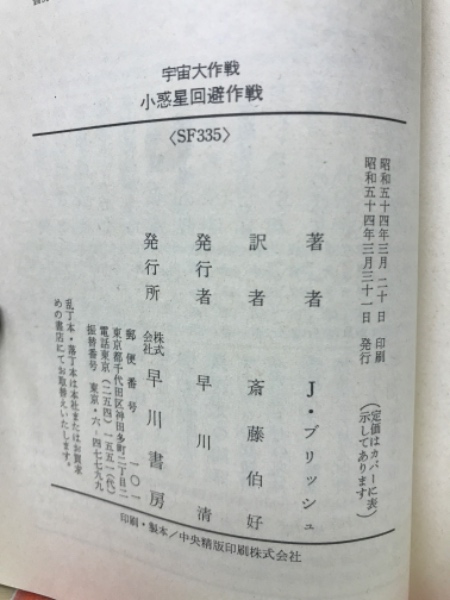 宇宙大作戦
小惑星回避作戦
〈SF335〉
昭和五十四年三月二十日 印刷
昭和五十四年三月三十一日 発行
(定価はカバーに表
示してあります)
著者 J・ブリッシュ
訳者 斎藤伯好
発行者 早川清
発行所 株式会社 早川書房
郵便番号 一〇一
東京都千代田区神田多町二丁目二
電話東京(二五四)一五五一(代)
振替番号 東京・六-四七七九九
乱丁本・落丁本は本社またはお買求
めの書店にてお取替えいたします。
印刷・製本/中央精版印刷株式会社